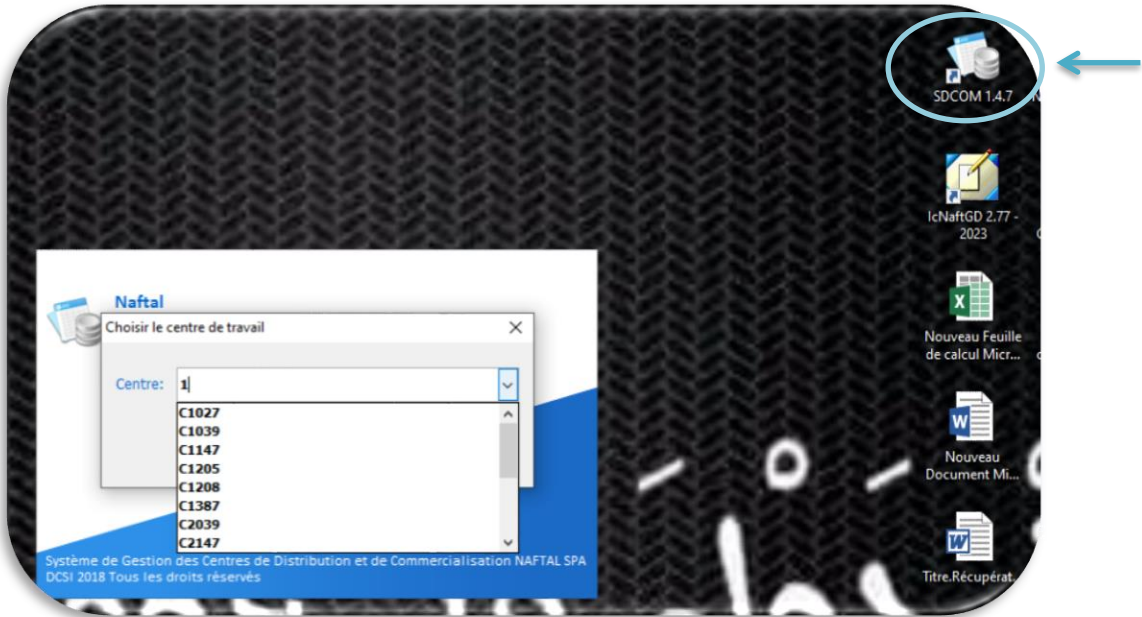 SDCOM 1.4.7
IcNaftGD 2.77 -
2023
Nouveau Feuille
de calcul Micr...
Nouveau
Document Mi...
Titre.Récupérat.
Naftal
Choisir le centre de travail
Centre: 1
C1027
C1039
C1147
C1205
C1208
C1387
C2039
C2147
Système de Gestion des Centres de Distribution et de Commercialisation NAFTAL SPA
DCSI 2018 Tous les droits réservés